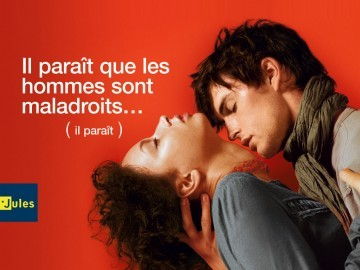 Il paraît que les
hommes sont
maladroits...
( il paraît )
Jules